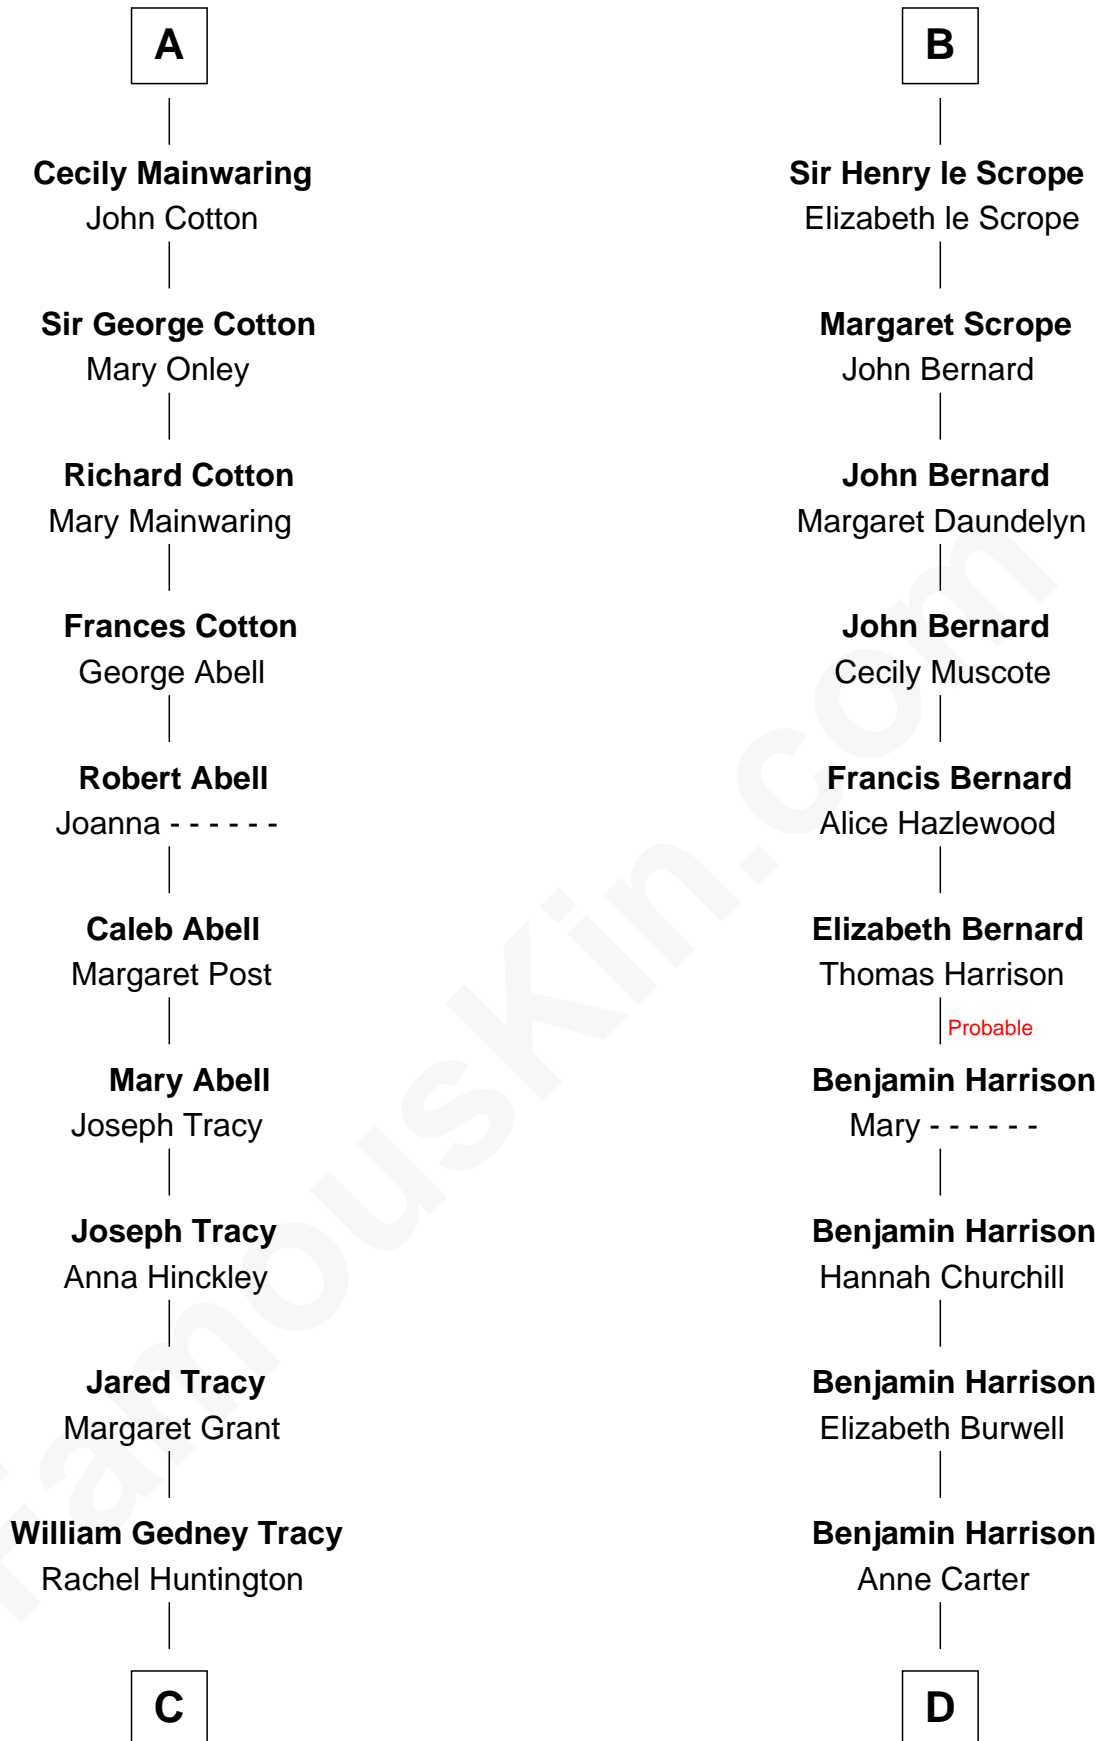 A
Cecily Mainwaring
John Cotton
Sir George Cotton
Mary Onley
Richard Cotton
Mary Mainwaring
Frances Cotton
George Abell
Robert Abell
Joanna - - - - - -
Caleb Abell
Margaret Post
Mary Abell
Joseph Tracy
Joseph Tracy
Anna Hinckley
Jared Tracy
Margaret Grant
William Gedney Tracy
Rachel Huntington
C
B
Sir Henry le Scrope
Elizabeth le Scrope
Margaret Scrope
John Bernard
John Bernard
Margaret Daundelyn
John Bernard
Cecily Muscote
Francis Bernard
Alice Hazlewood
Elizabeth Bernard
Thomas Harrison
Probable
Benjamin Harrison
Mary - - - - - -
Benjamin Harrison
Hannah Churchill
Benjamin Harrison
Elizabeth Burwell
Benjamin Harrison
Anne Carter
D
FamousKin.com